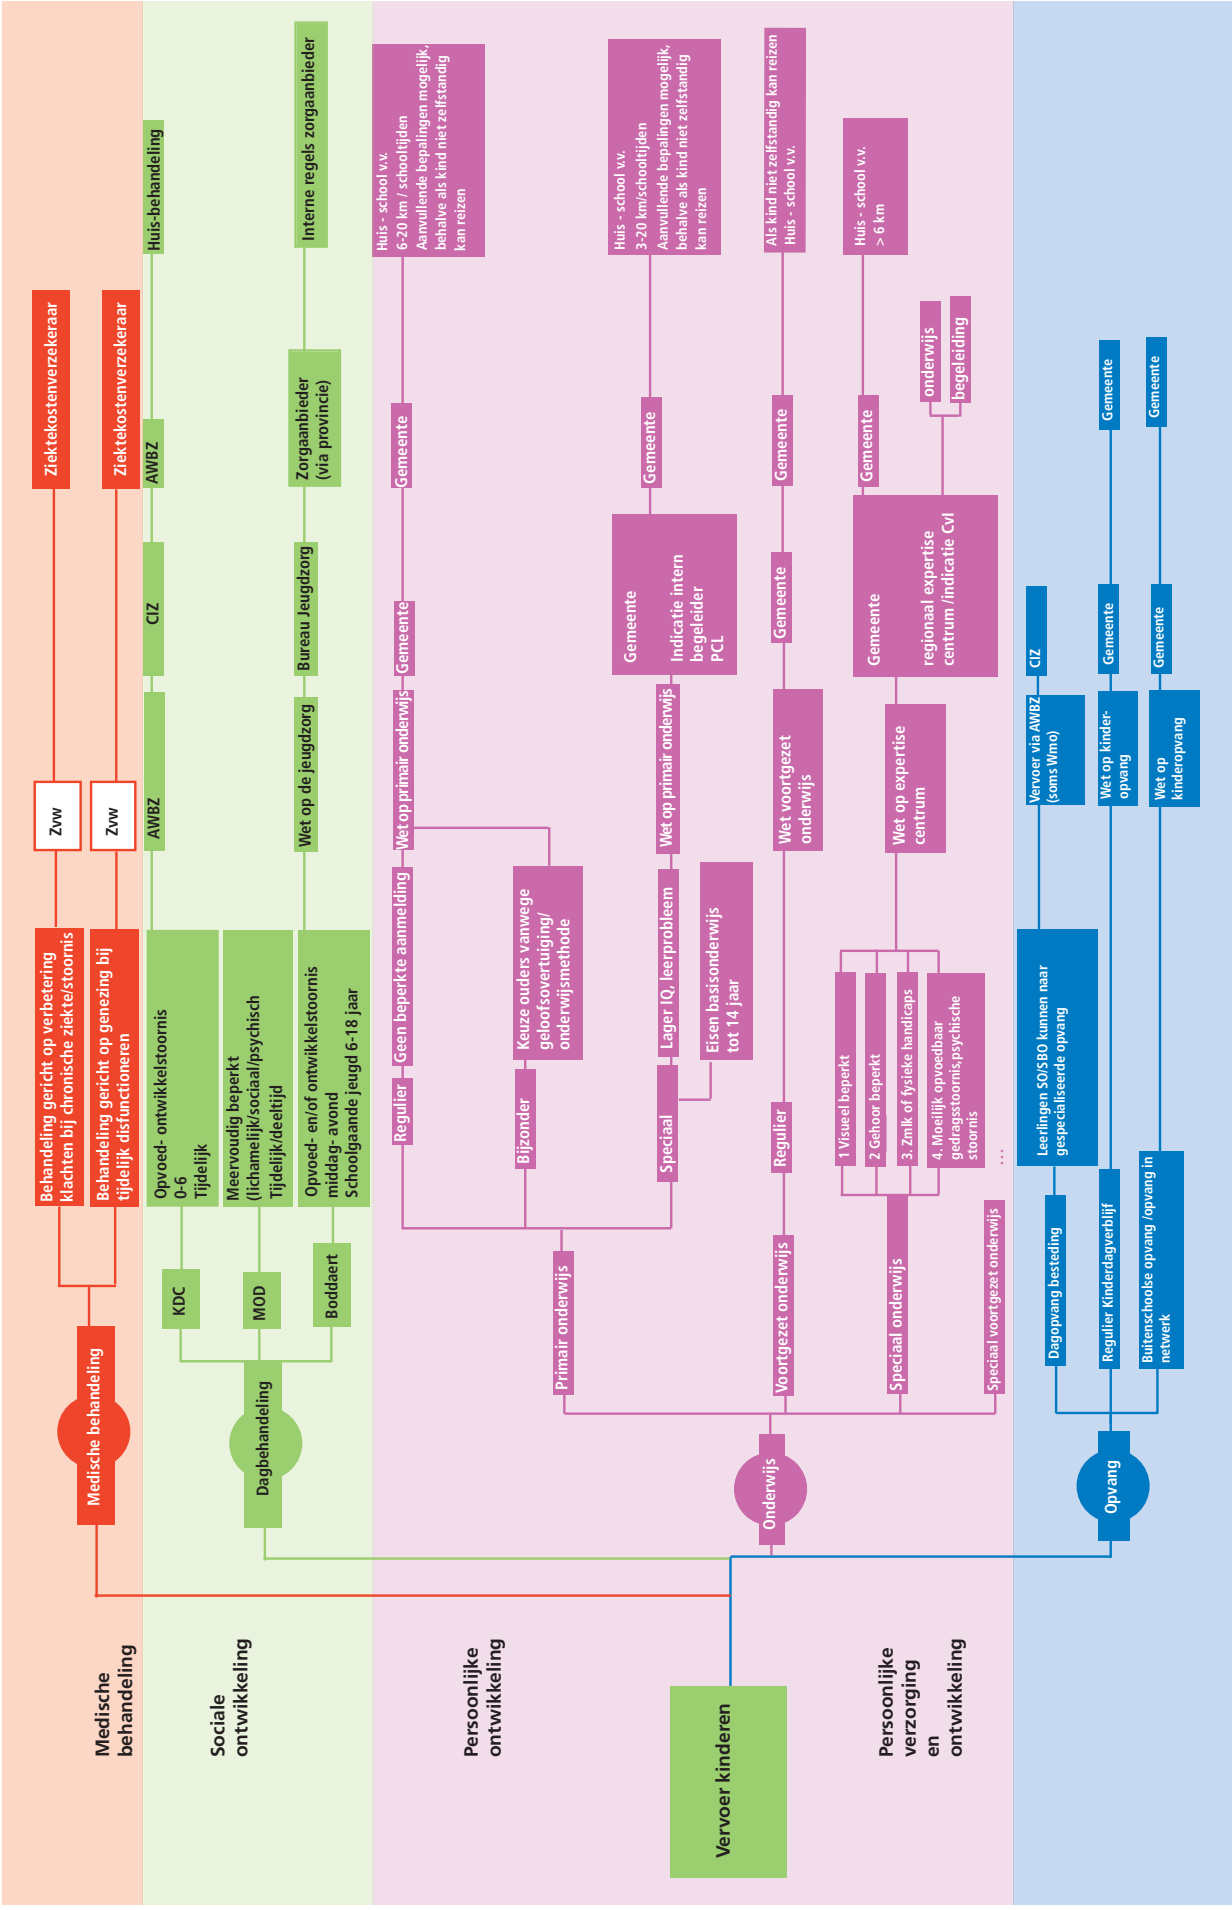 Vervoer kinderen
Medische
behandeling
Sociale
ontwikkeling
Persoonlijke
ontwikkeling
Persoonlijke
verzorging
en
ontwikkeling
Medische behandeling
Behandeling gericht op verbetering
klachten bij chronische ziekte/stoornis
Zvw
Ziektekostenverzekeraar
Behandeling gericht op genezing bij
tijdelijk disfunctioneren
Zvw
Ziektekostenverzekeraar
Dagbehandeling
KDC
Opvoed- ontwikkelstoornis
0-6
Tijdelijk
AWBZ
CIZ
AWBZ
Huis-behandeling
MOD
Meervoudig beperkt
(lichamelijk/sociaal/psychisch
Tijdelijk/deeltijd
Boddaert
Opvoed- en/of ontwikkelstoornis
middag- avond
Schoolgaande jeugd 6-18 jaar
Wet op de jeugdzorg
Bureau Jeugdzorg
Zorgaanbieder
(via provincie)
Interne regels zorgaanbieder
Onderwijs
Primair onderwijs
Regulier
Geen beperkte aanmelding
Wet op primair onderwijs
Gemeente
Gemeente
Huis - school v.v.
6-20 km / schooltijden
Aanvullende bepalingen mogelijk,
behalve als kind niet zelfstandig
kan reizen
Bijzonder
Keuze ouders vanwege
geloofsovertuiging/
onderwijsmethode
Speciaal
Lager IQ, leerprobleem
Eisen basisonderwijs
tot 14 jaar
Wet op primair onderwijs
Gemeente
Indicatie intern
begeleider
PCL
Gemeente
Huis - school v.v.
3-20 km/schooltijden
Aanvullende bepalingen mogelijk,
behalve als kind niet zelfstandig
kan reizen
Voortgezet onderwijs
Regulier
Wet voortgezet
onderwijs
Gemeente
Gemeente
Als kind niet zelfstandig kan reizen
Huis - school v.v.
Speciaal onderwijs
1 Visueel beperkt
2 Gehoor beperkt
3. Zmlk of fysieke handicaps
4. Moeilijk opvoedbaar
gedragsstoornis,psychische
stoornis
...
Wet op expertise
centrum
Gemeente
regionaal expertise
centrum /indicatie CvI
Gemeente
Huis - school v.v.
> 6 km
onderwijs
begeleiding
Speciaal voortgezet onderwijs
Opvang
Dagopvang besteding
Leerlingen SO/SBO kunnen naar
gespecialiseerde opvang
Vervoer via AWBZ
(soms Wmo)
CIZ
Regulier Kinderdagverblijf
Wet op kinder-
opvang
Gemeente
Gemeente
Buitenschoolse opvang /opvang in
netwerk
Wet op
kinderopvang
Gemeente
Gemeente